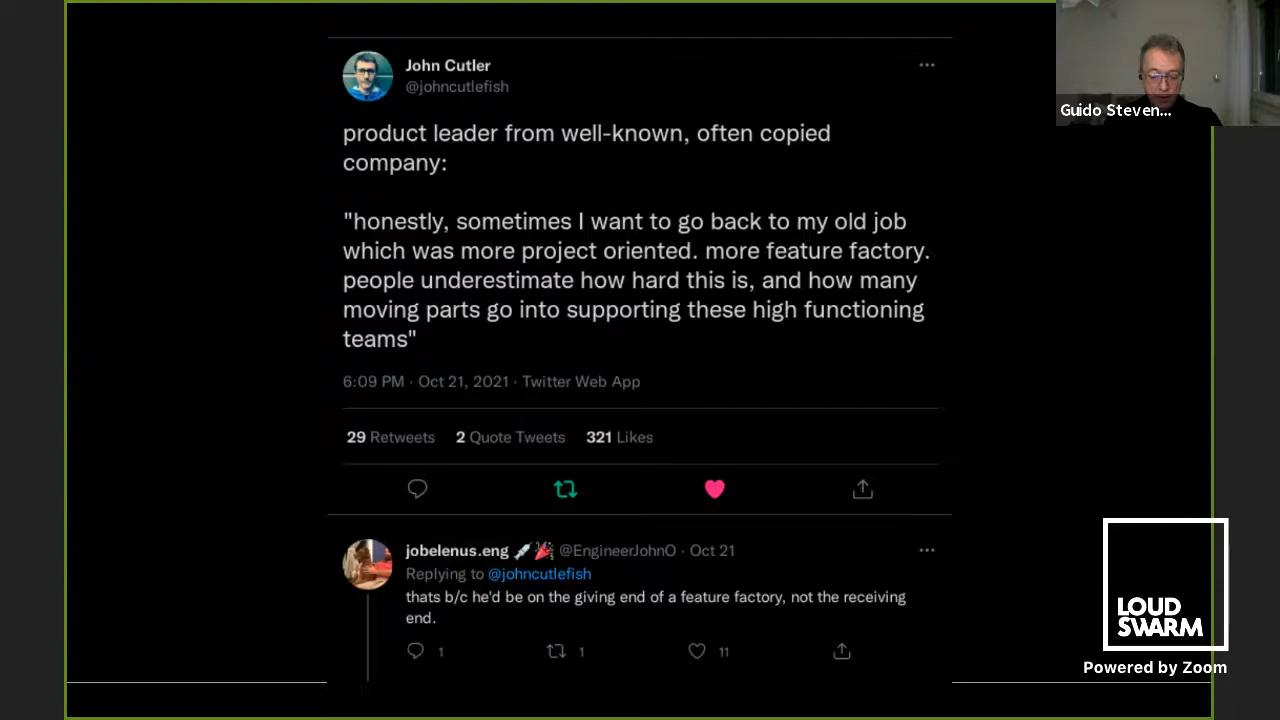 John Cutler
@johncutlefish
product leader from well-known, often copied
company:
"honestly, sometimes I want to go back to my old job
which was more project oriented. more feature factory.
people underestimate how hard this is, and how many
moving parts go into supporting these high functioning
teams"
6:09 PM · Oct 21, 2021 · Twitter Web App
29 Retweets 2 Quote Tweets 321 Likes
jobelenus.eng 💉🎉 @EngineerJohnO · Oct 21
Replying to @johncutlefish
thats b/c he'd be on the giving end of a feature factory, not the receiving
end.
1 1 11
Guido Steven...
LOUD
SWARM
Powered by Zoom